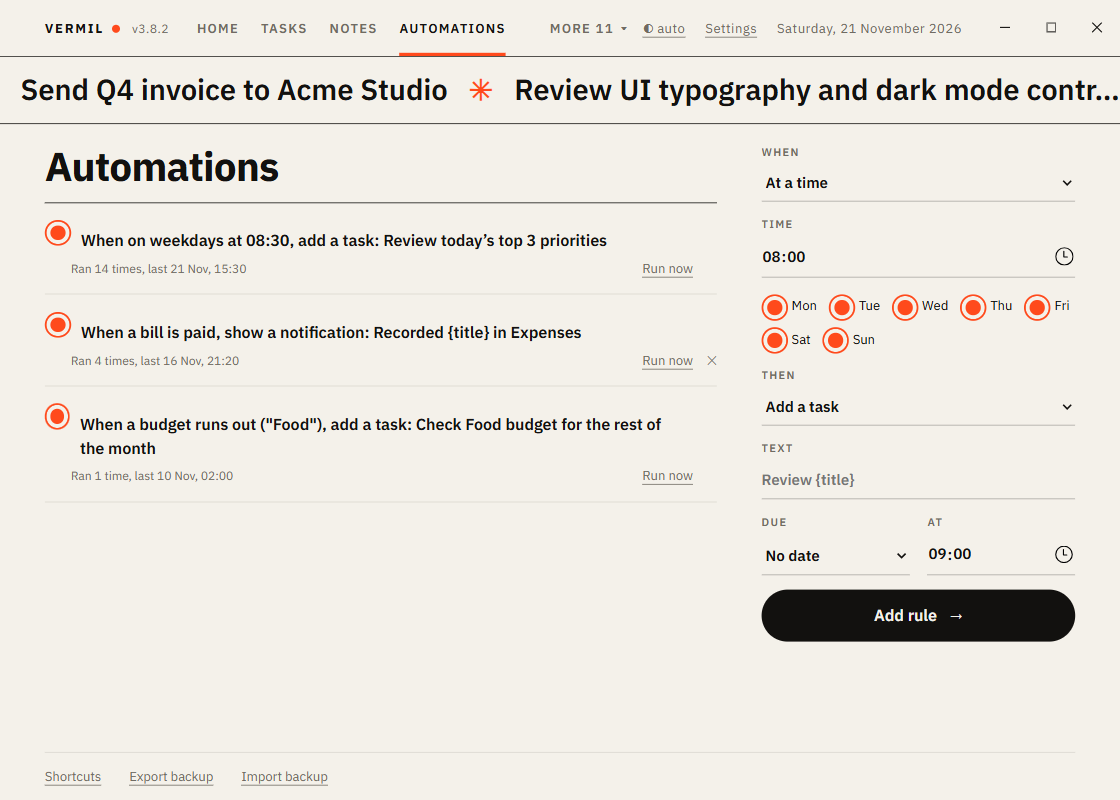 VERMIL v3.8.2 HOME TASKS NOTES AUTOMATIONS MORE 11 auto Settings Saturday, 21 November 2026
Send Q4 invoice to Acme Studio ✳ Review UI typography and dark mode contr...
Automations
When on weekdays at 08:30, add a task: Review today’s top 3 priorities
Ran 14 times, last 21 Nov, 15:30 Run now
When a bill is paid, show a notification: Recorded {title} in Expenses
Ran 4 times, last 16 Nov, 21:20 Run now
When a budget runs out ("Food"), add a task: Check Food budget for the rest of
the month
Ran 1 time, last 10 Nov, 02:00 Run now
WHEN
At a time
TIME
08:00
Mon Tue Wed Thu Fri
Sat Sun
THEN
Add a task
TEXT
Review {title}
DUE AT
No date 09:00
Add rule →
Shortcuts Export backup Import backup